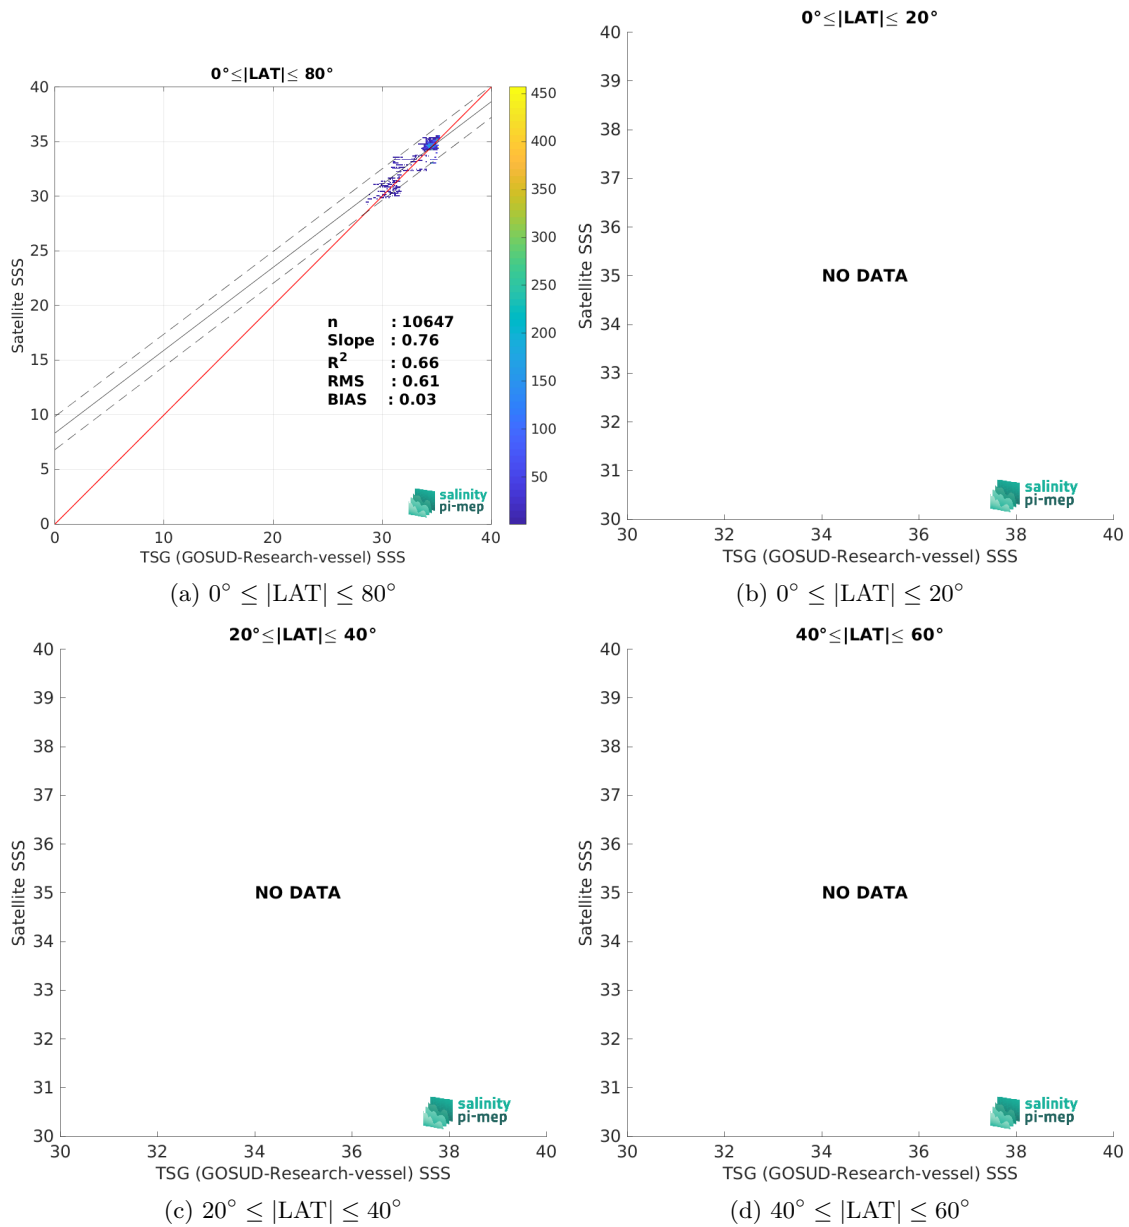 0°≤|LAT|≤ 80°
40
35
30
25
20
15
10
5
0
Satellite SSS
0
10
20
30
40
TSG (GOSUD-Research-vessel) SSS
n : 10647
Slope : 0.76
R² : 0.66
RMS : 0.61
BIAS : 0.03
salinity
pi-mep
450
400
350
300
250
200
150
100
50
(a) 0° ≤ |LAT| ≤ 80°
0°≤|LAT|≤ 20°
40
39
38
37
36
35
34
33
32
31
30
Satellite SSS
NO DATA
salinity
pi-mep
30
32
34
36
38
40
TSG (GOSUD-Research-vessel) SSS
(b) 0° ≤ |LAT| ≤ 20°
20°≤|LAT|≤ 40°
40
39
38
37
36
35
34
33
32
31
30
Satellite SSS
NO DATA
salinity
pi-mep
30
32
34
36
38
40
TSG (GOSUD-Research-vessel) SSS
(c) 20° ≤ |LAT| ≤ 40°
40°≤|LAT|≤ 60°
40
39
38
37
36
35
34
33
32
31
30
Satellite SSS
NO DATA
salinity
pi-mep
30
32
34
36
38
40
TSG (GOSUD-Research-vessel) SSS
(d) 40° ≤ |LAT| ≤ 60°